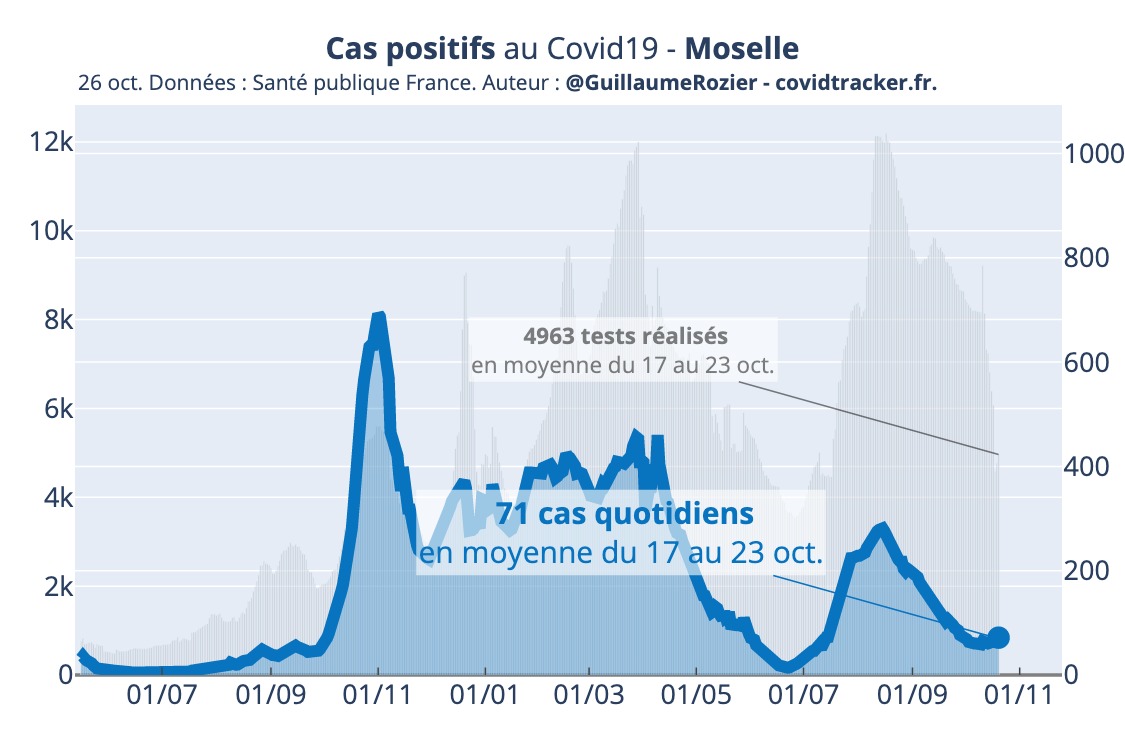 Cas positifs au Covid19 - Moselle
26 oct. Données : Santé publique France. Auteur : @GuillaumeRozier - covidtracker.fr.
12k
10k
8k
6k
4k
2k
0
1000
800
600
400
200
0
4963 tests réalisés
en moyenne du 17 au 23 oct.
71 cas quotidiens
en moyenne du 17 au 23 oct.
01/07 01/09 01/11 01/01 01/03 01/05 01/07 01/09 01/11